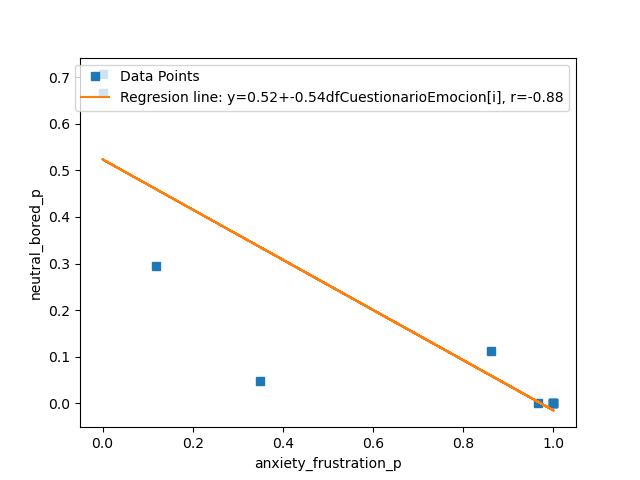 Data Points
Regresion line: y=0.52+-0.54dfCuestionarioEmocion[i], r=-0.88
0.7
0.6
0.5
0.4
0.3
0.2
0.1
0.0
neutral_bored_p
0.0 0.2 0.4 0.6 0.8 1.0
anxiety_frustration_p